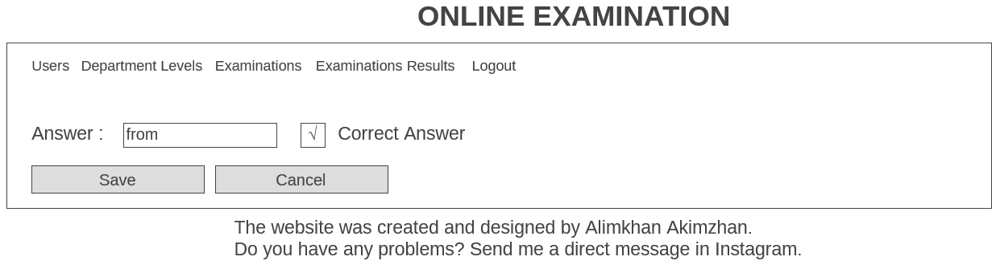 ONLINE EXAMINATION
Users Department Levels Examinations Examinations Results Logout
Answer : from √ Correct Answer
Save Cancel
The website was created and designed by Alimkhan Akimzhan.
Do you have any problems? Send me a direct message in Instagram.